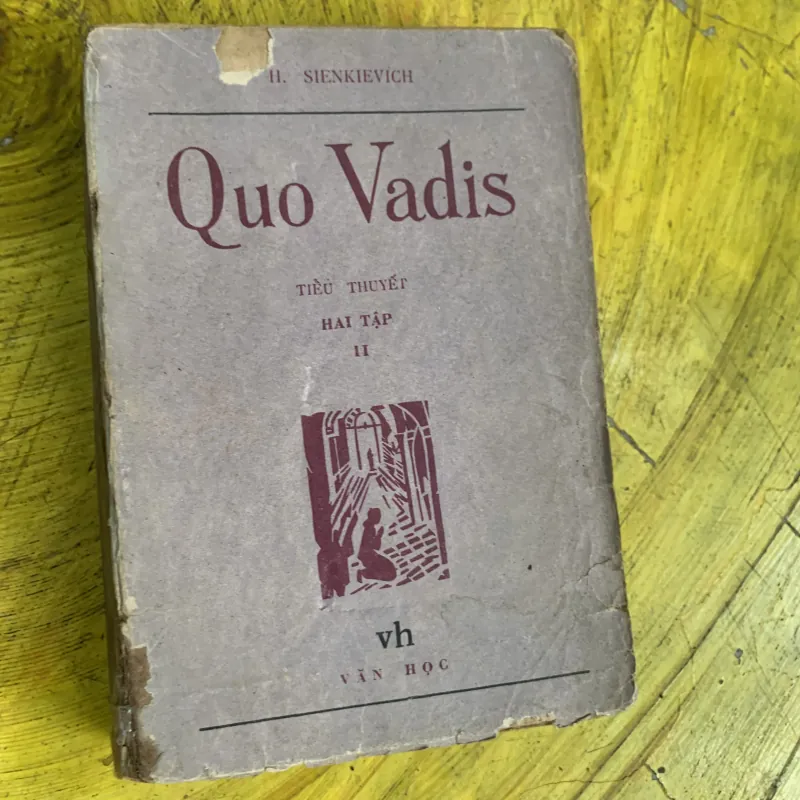 H. SIENKIEVICH
Quo Vadis
TIỂU THUYẾT
HAI TẬP
II
vh
VĂN HỌC